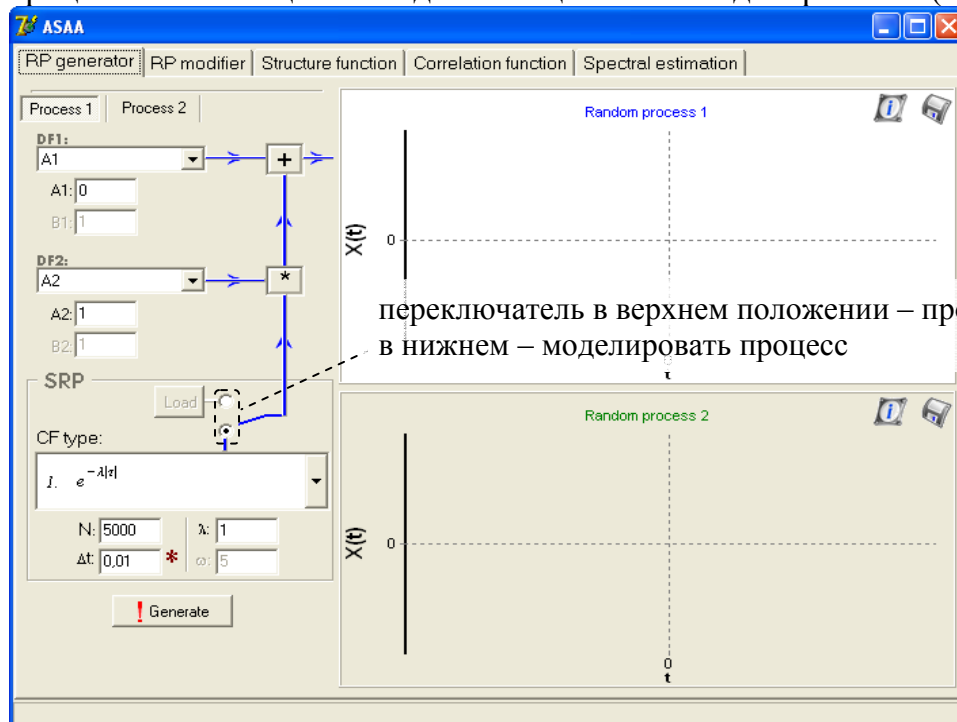 ASAA
RP generator RP modifier Structure function Correlation function Spectral estimation
Process 1 Process 2
DF1:
A1
A1: 0
B1: 1
DF2:
A2
A2: 1
B2: 1
SRP
Load
CF type:
1. e^{-λ|τ|}
N: 5000 λ: 1
Δt: 0,01 * ω: 5
! Generate
+
*
Random process 1
X(t)
0
переключатель в верхнем положении –
в нижнем – моделировать процесс
t
Random process 2
X(t)
0
0
t